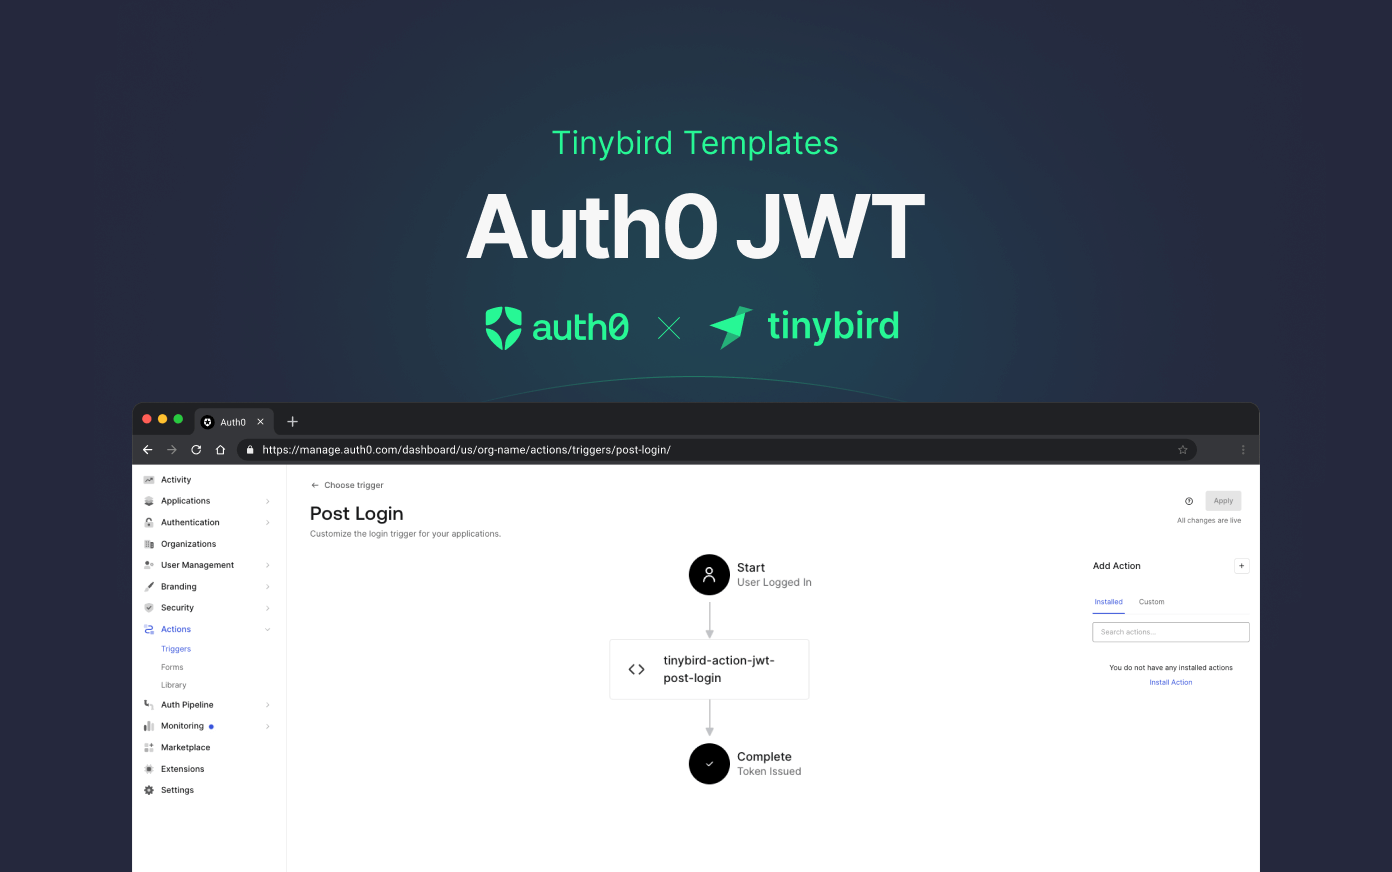 Tinybird Templates
Auth0 JWT
auth0
tinybird
Auth0
https://manage.auth0.com/dashboard/us/org-name/actions/triggers/post-login/
Activity
Applications
Authentication
Organizations
User Management
Branding
Security
Actions
Triggers
Forms
Library
Auth Pipeline
Monitoring
Marketplace
Extensions
Settings
Choose trigger
Post Login
Customize the login trigger for your applications.
Apply
All changes are live
Start
User Logged In
tinybird-action-jwt-
post-login
Complete
Token Issued
Add Action
Installed
Custom
Search actions...
You do not have any installed actions
Install Action